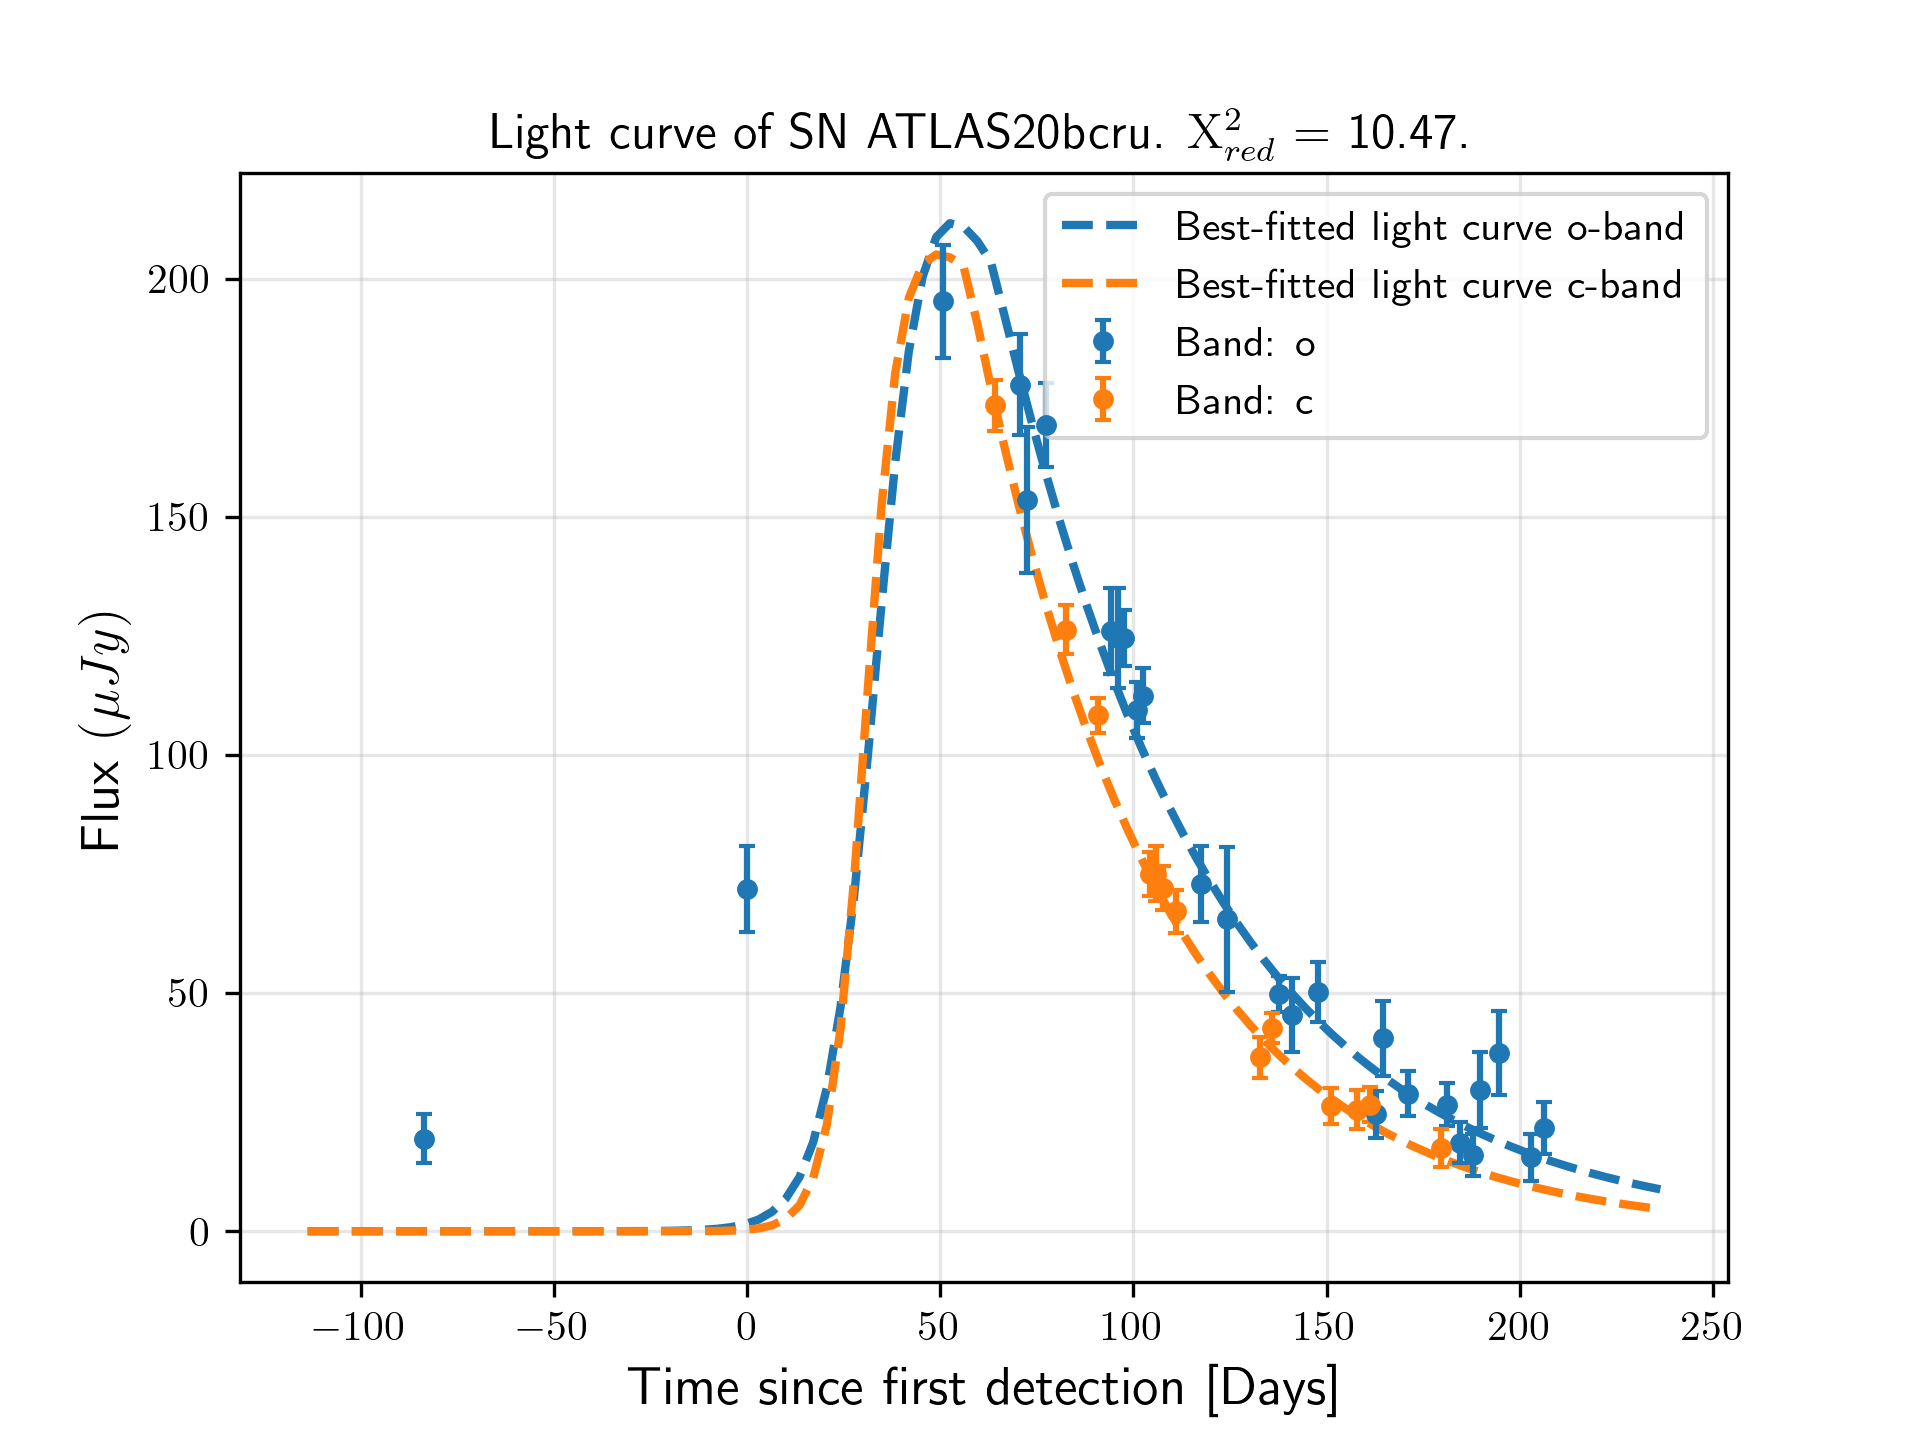 Light curve of SN ATLAS20bcru. X²_red = 10.47.
Best-fitted light curve o-band
Best-fitted light curve c-band
Band: o
Band: c
Flux (μJy)
200
150
100
50
0
−100 −50 0 50 100 150 200 250
Time since first detection [Days]